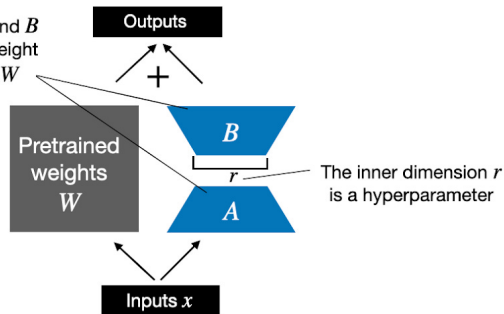 Outputs
and B
eight
W
+
Pretrained
weights
W
B
r
A
The inner dimension r
is a hyperparameter
Inputs x